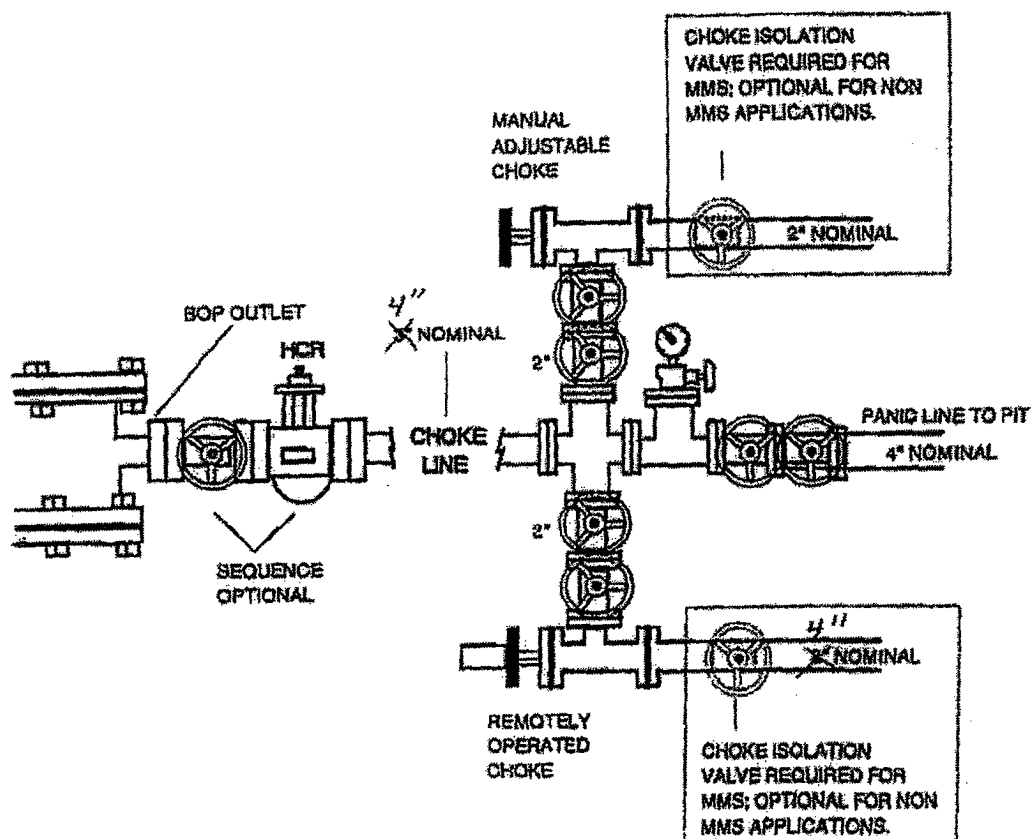 CHOKE ISOLATION
VALVE REQUIRED FOR
MMS; OPTIONAL FOR NON
MMS APPLICATIONS.
MANUAL
ADJUSTABLE
CHOKE
2" NOMINAL
BOP OUTLET
4"
3" NOMINAL
HCR
2"
CHOKE
LINE
PANIC LINE TO PIT
4" NOMINAL
2"
SEQUENCE
OPTIONAL
4"
NOMINAL
REMOTELY
OPERATED
CHOKE
CHOKE ISOLATION
VALVE REQUIRED FOR
MMS; OPTIONAL FOR NON
MMS APPLICATIONS.